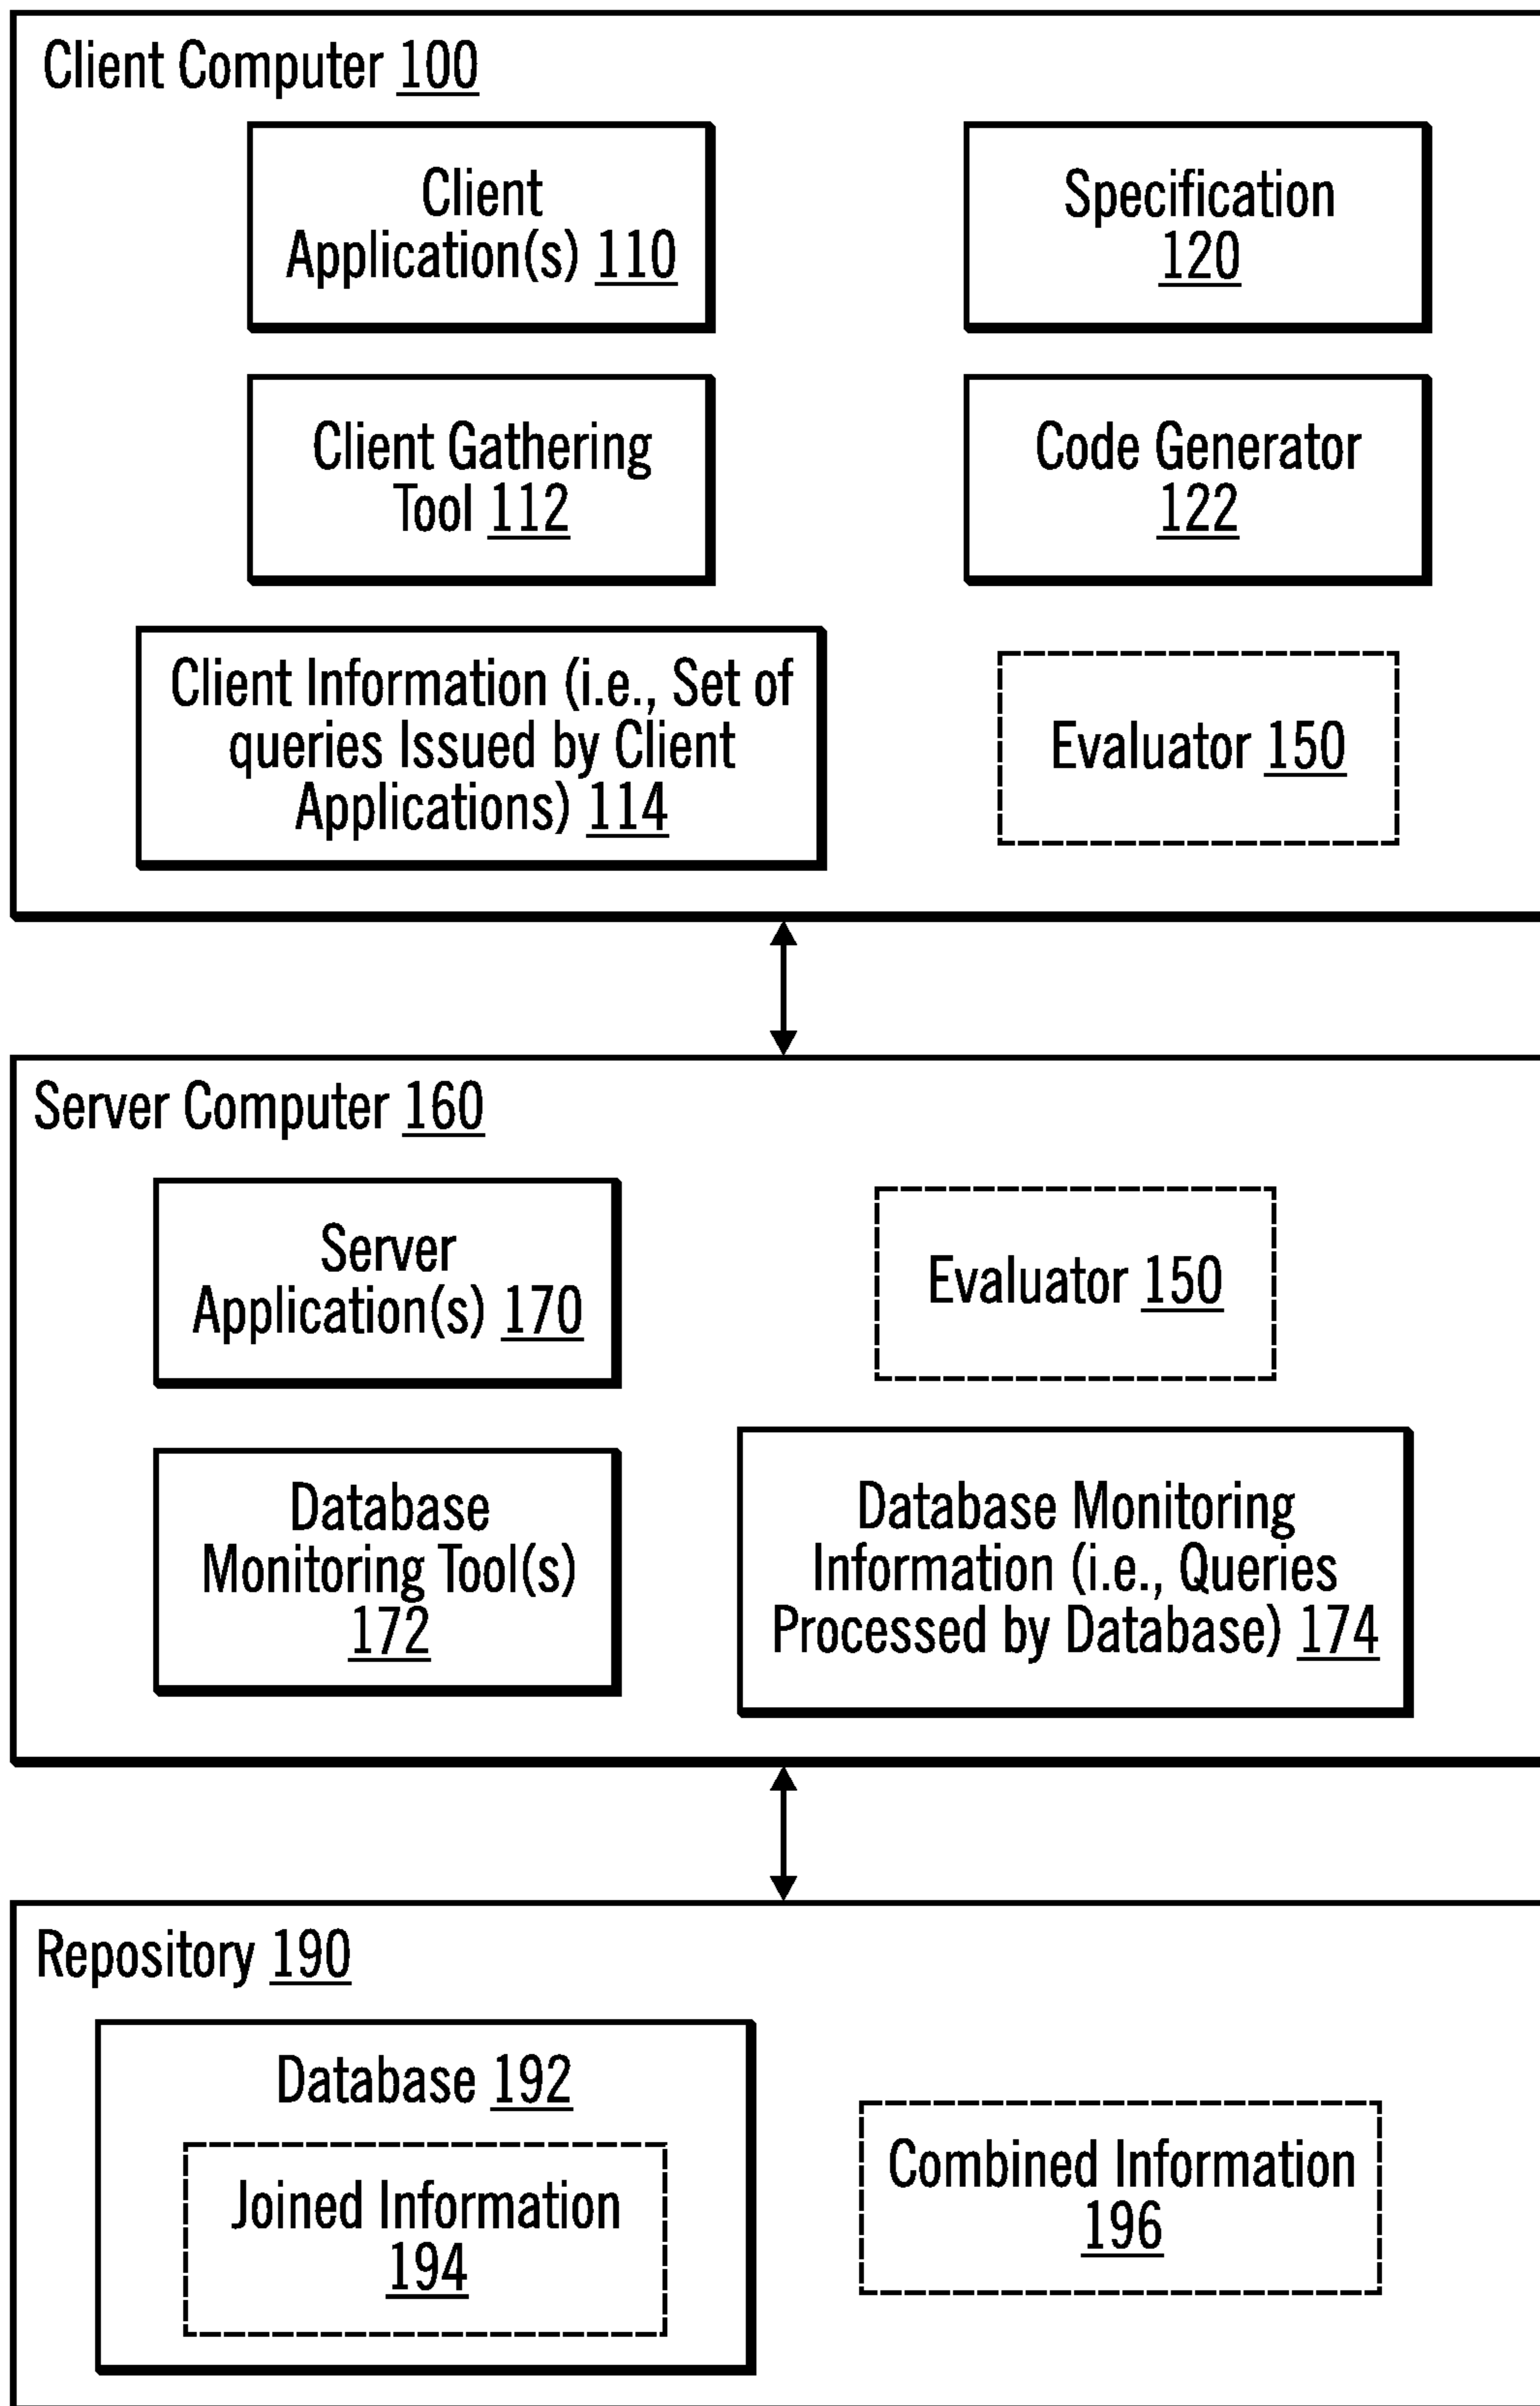 Client Computer 100
Client
Application(s) 110
Specification
120
Client Gathering
Tool 112
Code Generator
122
Client Information (i.e., Set of
queries Issued by Client
Applications) 114
Evaluator 150
Server Computer 160
Server
Application(s) 170
Evaluator 150
Database
Monitoring Tool(s)
172
Database Monitoring
Information (i.e., Queries
Processed by Database) 174
Repository 190
Database 192
Joined Information
194
Combined Information
196